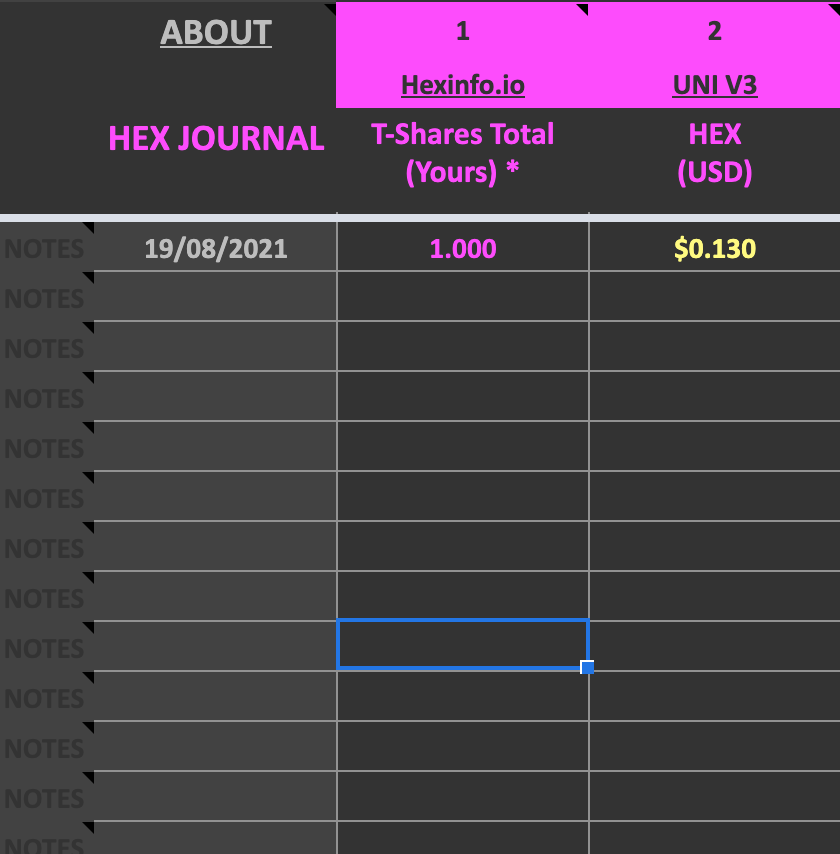 ABOUT 1 2
Hexinfo.io UNI V3
HEX JOURNAL T-Shares Total HEX
(Yours) * (USD)
NOTES 19/08/2021 1.000 $0.130
NOTES
NOTES
NOTES
NOTES
NOTES
NOTES
NOTES
NOTES
NOTES
NOTES
NOTES
NOTES